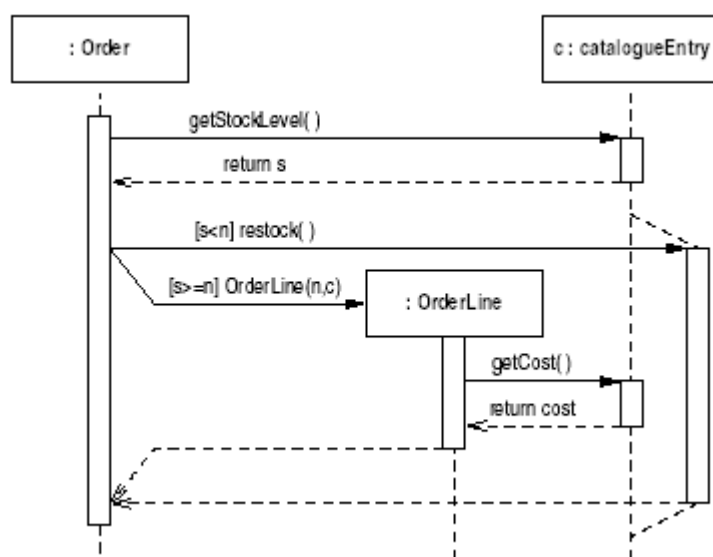 : Order
c : catalogueEntry
getStockLevel( )
return s
[s<n] restock( )
[s>=n] OrderLine(n,c)
: OrderLine
getCost( )
return cost